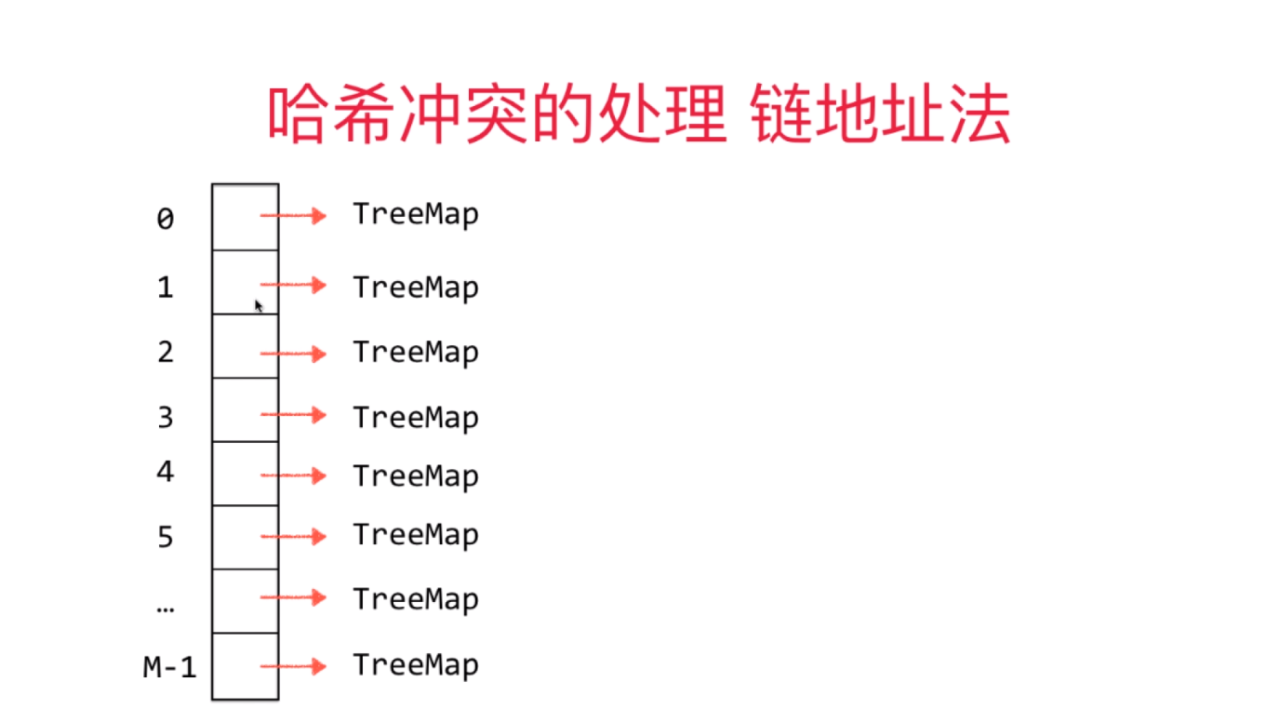 哈希冲突的处理 链地址法
0 TreeMap
1 TreeMap
2 TreeMap
3 TreeMap
4 TreeMap
5 TreeMap
… TreeMap
M-1 TreeMap